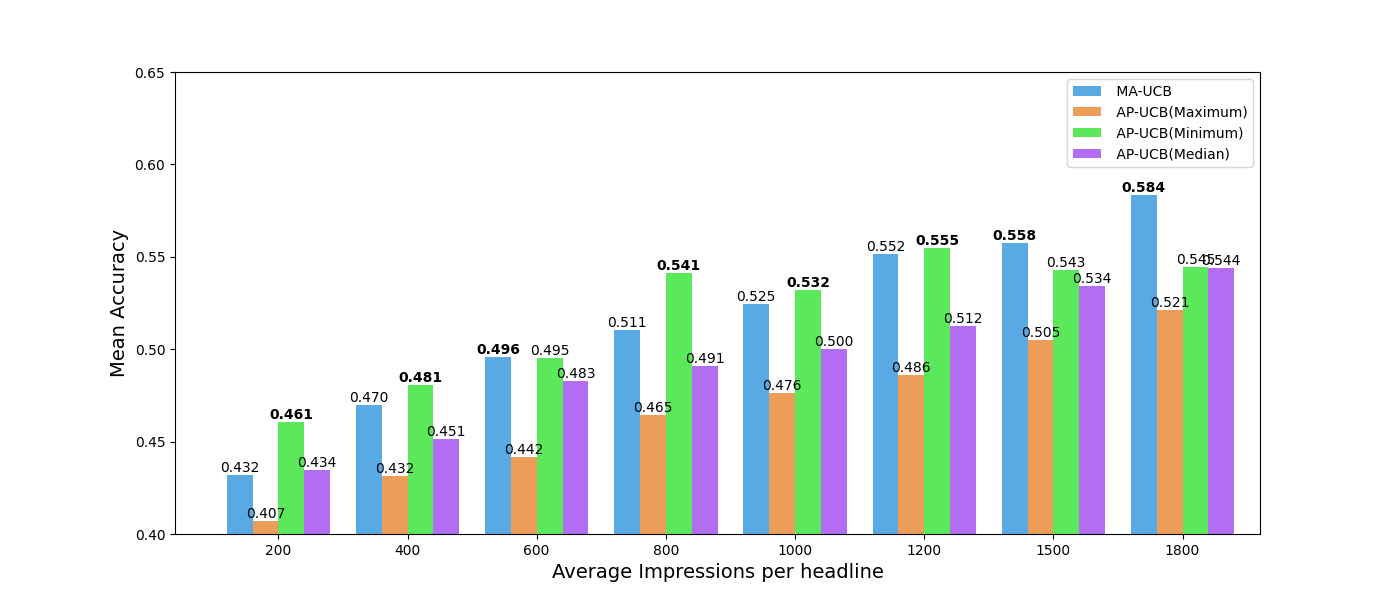 0.65
0.60
0.55
0.50
0.45
0.40
Mean Accuracy
MA-UCB
AP-UCB(Maximum)
AP-UCB(Minimum)
AP-UCB(Median)
0.432 0.407 0.461 0.434
0.470 0.432 0.481 0.451
0.496 0.442 0.495 0.483
0.511 0.465 0.541 0.491
0.525 0.476 0.532 0.500
0.552 0.486 0.555 0.512
0.558 0.505 0.543 0.534
0.584 0.521 0.545 0.544
200 400 600 800 1000 1200 1500 1800
Average Impressions per headline